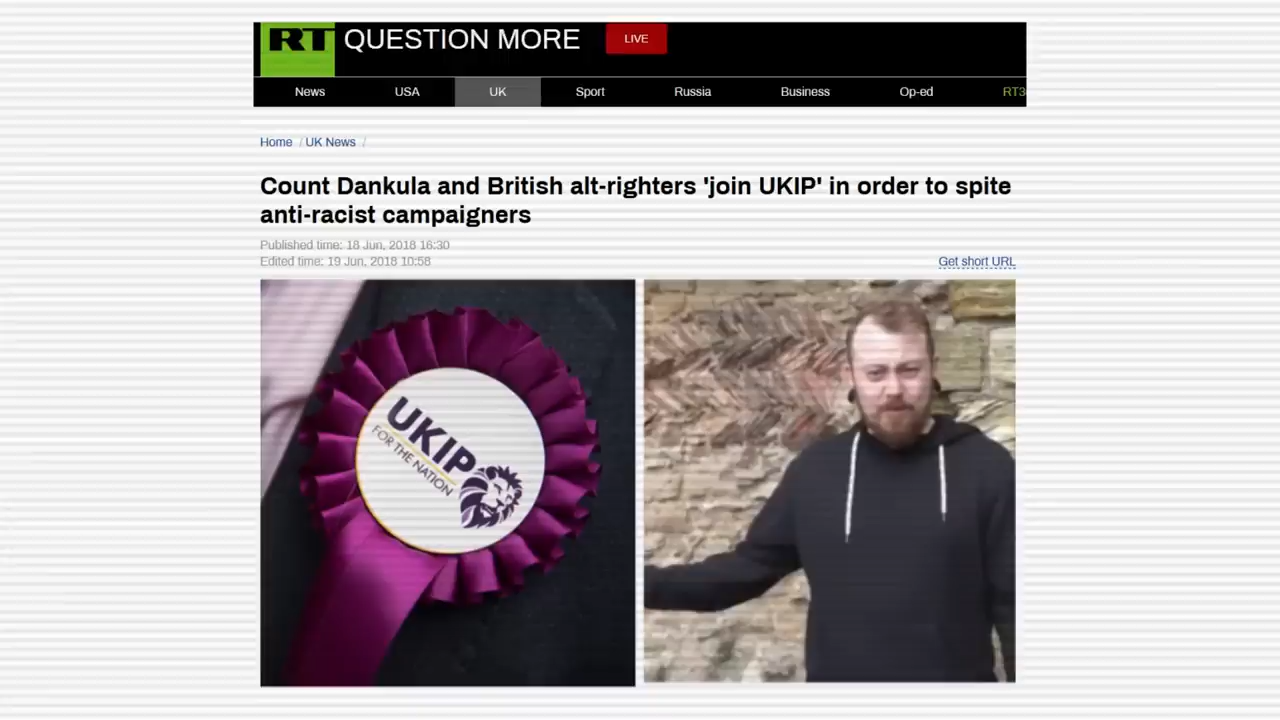 RT QUESTION MORE LIVE
News USA UK Sport Russia Business Op-ed RT3
Home / UK News /
Count Dankula and British alt-righters 'join UKIP' in order to spite
anti-racist campaigners
Published time: 18 Jun, 2018 16:30
Edited time: 19 Jun, 2018 10:58
Get short URL
UKIP
FOR THE NATION